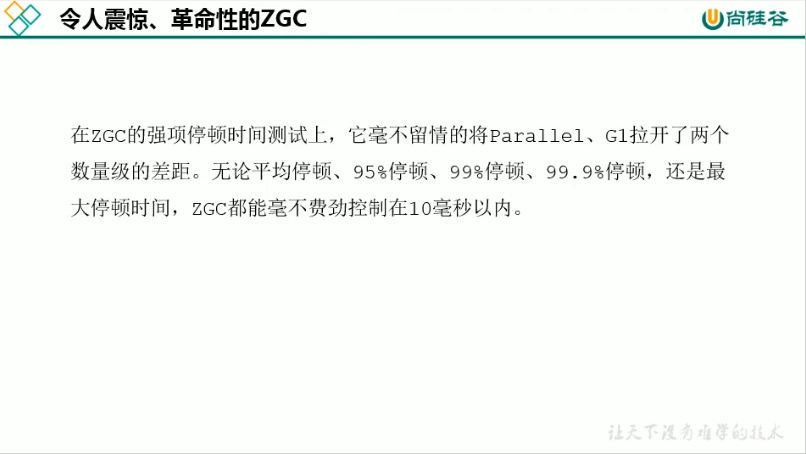 令人震惊、革命性的ZGC
尚硅谷
在ZGC的强项停顿时间测试上，它毫不留情的将Parallel、G1拉开了两个
数量级的差距。无论平均停顿、95%停顿、99%停顿、99.9%停顿，还是最
大停顿时间，ZGC都能毫不费劲控制在10毫秒以内。
让天下没有难学的技术